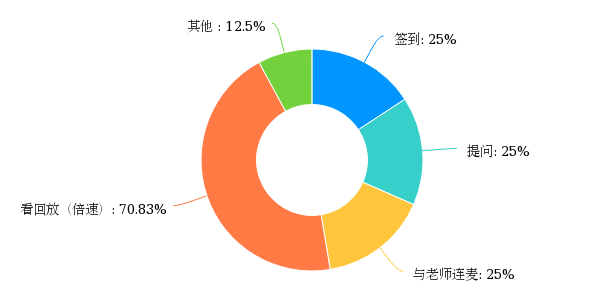 其他 : 12.5%
签到: 25%
提问: 25%
看回放（倍速）: 70.83%
与老师连麦: 25%